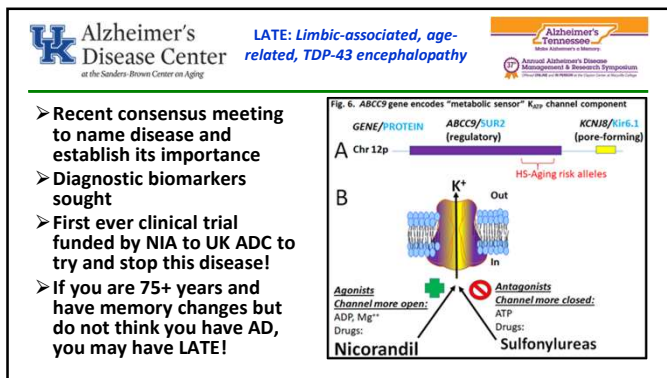 UK
Alzheimer's
Disease Center
at the Sanders-Brown Center on Aging
LATE: Limbic-associated, age-
related, TDP-43 encephalopathy
Alzheimer's
Tennessee
Make Alzheimer's a Memory.
37th
Annual Alzheimer's Disease
Management & Research Symposium
➢Recent consensus meeting
to name disease and
establish its importance
➢Diagnostic biomarkers
sought
➢First ever clinical trial
funded by NIA to UK ADC to
try and stop this disease!
➢If you are 75+ years and
have memory changes but
do not think you have AD,
you may have LATE!
Fig. 6. ABCC9 gene encodes "metabolic sensor" KATP channel component
GENE/PROTEIN
ABCC9/SUR2
(regulatory)
KCNJ8/Kir6.1
(pore-forming)
A
Chr 12p
HS-Aging risk alleles
B
K+
Out
In
Agonists
Channel more open:
ADP, Mg++
Drugs:
Nicorandil
Antagonists
Channel more closed:
ATP
Drugs:
Sulfonylureas